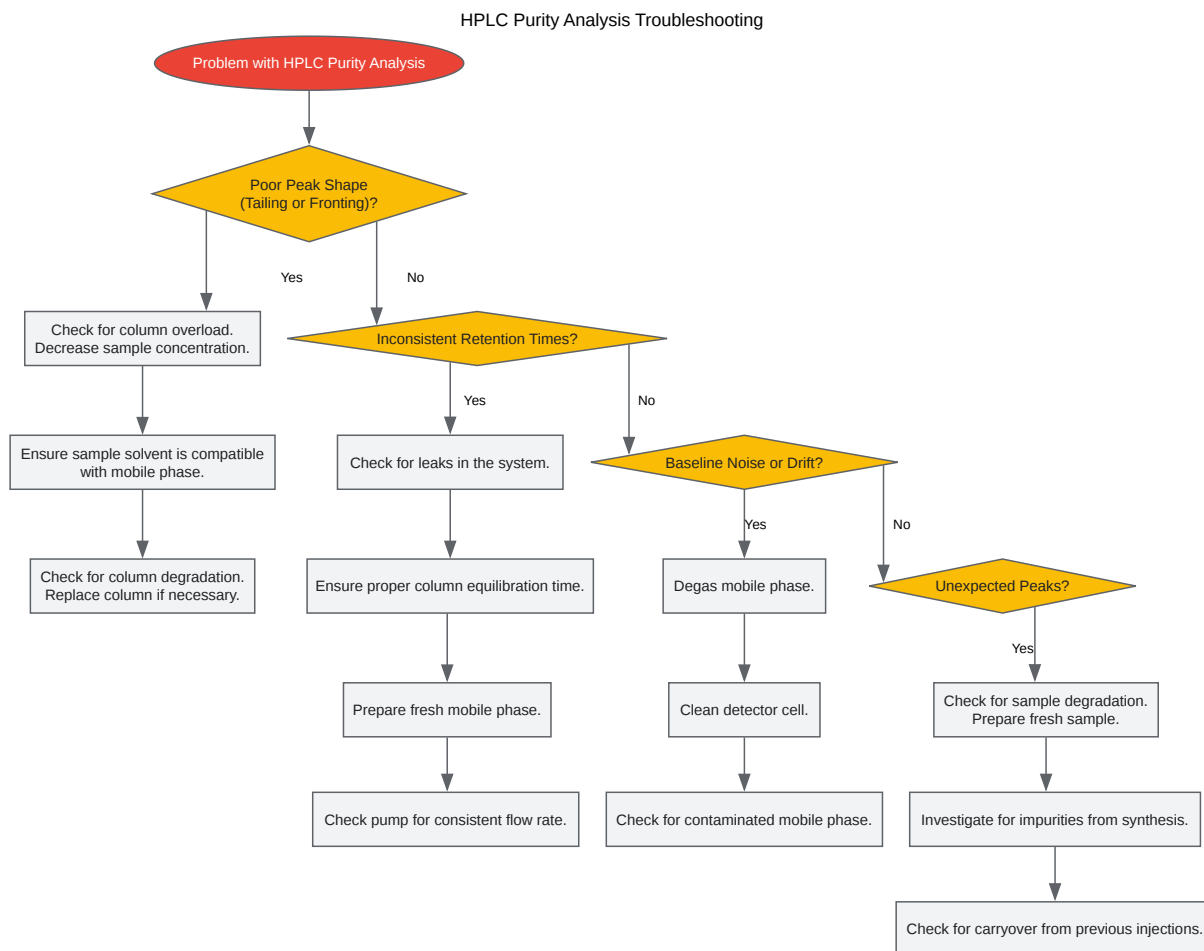 HPLC Purity Analysis Troubleshooting
Problem with HPLC Purity Analysis
Poor Peak Shape
(Tailing or Fronting)?
Yes
No
Check for column overload.
Decrease sample concentration.
Inconsistent Retention Times?
Yes
No
Ensure sample solvent is compatible
with mobile phase.
Check for leaks in the system.
Baseline Noise or Drift?
Yes
No
Check for column degradation.
Replace column if necessary.
Ensure proper column equilibration time.
Degas mobile phase.
Unexpected Peaks?
Yes
Prepare fresh mobile phase.
Clean detector cell.
Check for sample degradation.
Prepare fresh sample.
Check pump for consistent flow rate.
Check for contaminated mobile phase.
Investigate for impurities from synthesis.
Check for carryover from previous injections.